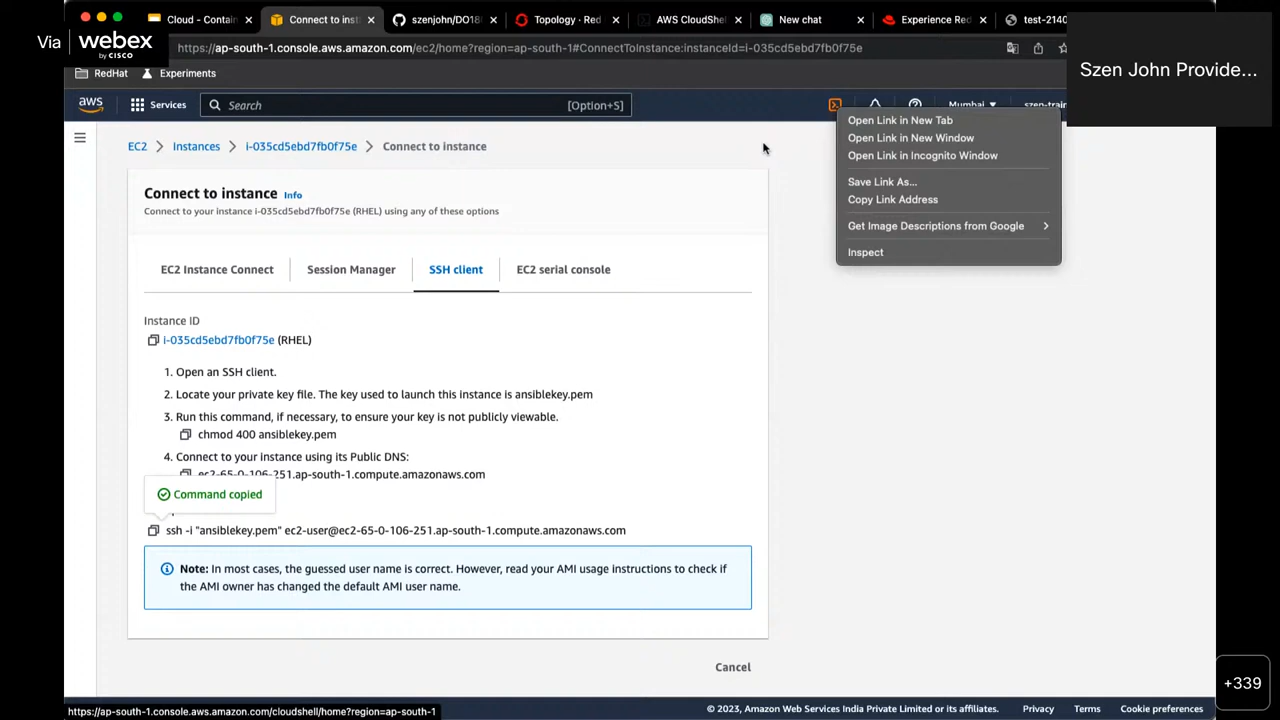 Via webex
by CISCO
Cloud - Contain
Connect to inst
szenjohn/DO18
Topology · Red
AWS CloudShel
New chat
Experience Red
test-2140
https://ap-south-1.console.aws.amazon.com/ec2/home?region=ap-south-1#ConnectToInstance:instanceId=i-035cd5ebd7fb0f75e
Szen John Provide...
RedHat
Experiments
aws
Services
Search
[Option+S]
Mumbai
szen-train
Open Link in New Tab
Open Link in New Window
Open Link in Incognito Window
Save Link As...
Copy Link Address
Get Image Descriptions from Google
Inspect
EC2
Instances
i-035cd5ebd7fb0f75e
Connect to instance
Connect to instance Info
Connect to your instance i-035cd5ebd7fb0f75e (RHEL) using any of these options
EC2 Instance Connect
Session Manager
SSH client
EC2 serial console
Instance ID
i-035cd5ebd7fb0f75e (RHEL)
1. Open an SSH client.
2. Locate your private key file. The key used to launch this instance is ansiblekey.pem
3. Run this command, if necessary, to ensure your key is not publicly viewable.
chmod 400 ansiblekey.pem
4. Connect to your instance using its Public DNS:
ec2-65-0-106-251.ap-south-1.compute.amazonaws.com
Command copied
ssh -i "ansiblekey.pem" ec2-user@ec2-65-0-106-251.ap-south-1.compute.amazonaws.com
Note: In most cases, the guessed user name is correct. However, read your AMI usage instructions to check if
the AMI owner has changed the default AMI user name.
Cancel
+339
https://ap-south-1.console.aws.amazon.com/cloudshell/home?region=ap-south-1
© 2023, Amazon Web Services India Private Limited or its affiliates.
Privacy
Terms
Cookie preferences